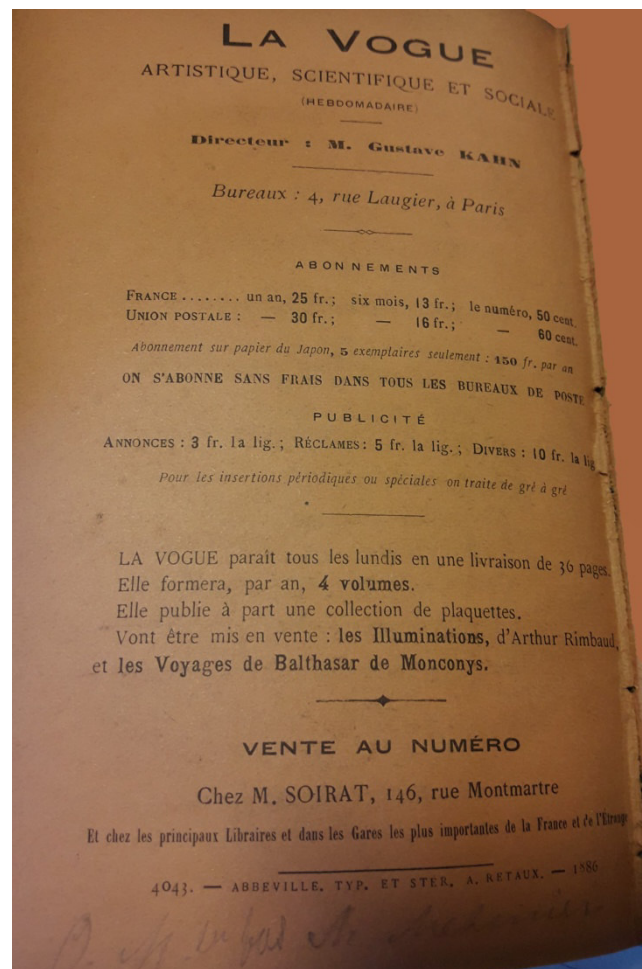 LA VOGUE
ARTISTIQUE, SCIENTIFIQUE ET SOCIALE
(HEBDOMADAIRE)
Directeur : M. Gustave KAHN
Bureaux : 4, rue Laugier, à Paris
ABONNEMENTS
FRANCE ........ un an, 25 fr.; six mois, 13 fr.; le numéro, 50 cent.
UNION POSTALE : — 30 fr.; — 16 fr.; — 60 cent.
Abonnement sur papier du Japon, 5 exemplaires seulement : 150 fr. par an
ON S'ABONNE SANS FRAIS DANS TOUS LES BUREAUX DE POSTE
PUBLICITÉ
ANNONCES : 3 fr. la lig.; RÉCLAMES : 5 fr. la lig.; DIVERS : 10 fr. la lig
Pour les insertions périodiques ou spéciales on traite de gré à gré
LA VOGUE paraît tous les lundis en une livraison de 36 pages.
Elle formera, par an, 4 volumes.
Elle publie à part une collection de plaquettes.
Vont être mis en vente : les Illuminations, d'Arthur Rimbaud,
et les Voyages de Balthasar de Monconys.
VENTE AU NUMÉRO
Chez M. SOIRAT, 146, rue Montmartre
Et chez les principaux Libraires et dans les Gares les plus importantes de la France et de l'Étrange
4043. — ABBEVILLE, TYP. ET STÉR. A. RETAUX. — 1886